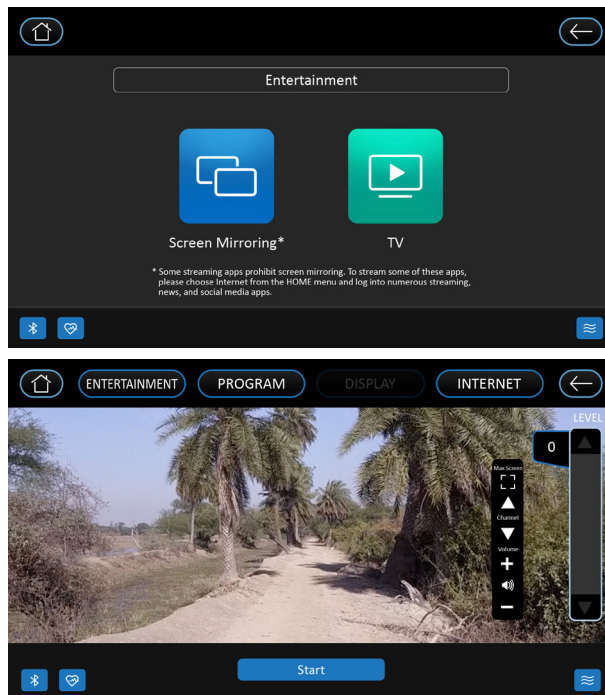 Entertainment
Screen Mirroring*
TV
* Some streaming apps prohibit screen mirroring. To stream some of these apps,
please choose Internet from the HOME menu and log into numerous streaming,
news, and social media apps.
ENTERTAINMENT
PROGRAM
DISPLAY
INTERNET
LEVEL
0
Max Screen
Channel
Volume
Start